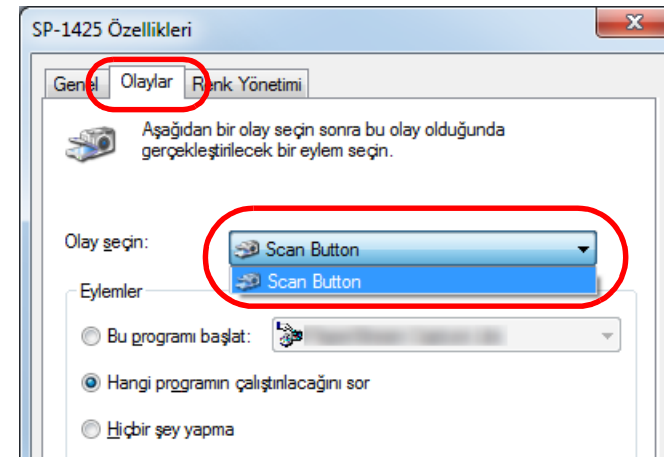 SP-1425 Özellikleri
Genel Olaylar Renk Yönetimi
Aşağıdan bir olay seçin sonra bu olay olduğunda
gerçekleştirilecek bir eylem seçin.
Olay seçin: Scan Button
Scan Button
Eylemler
Bu programı başlat:
Hangi programın çalıştırılacağını sor
Hiçbir şey yapma